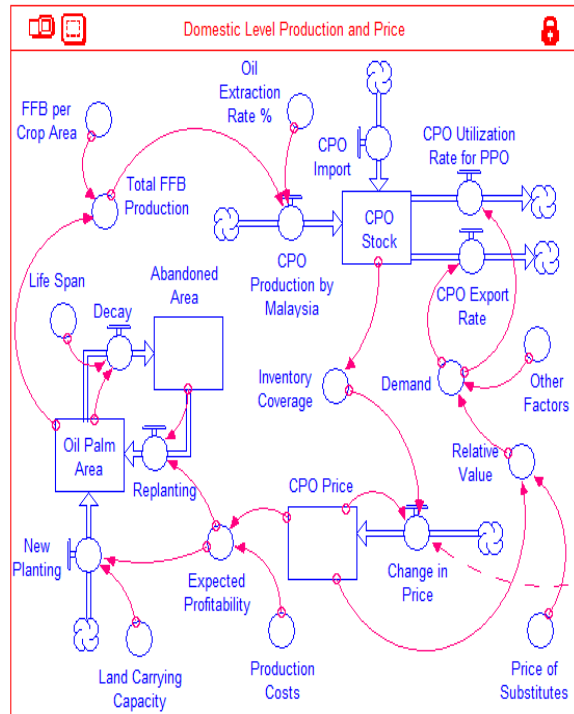 Domestic Level Production and Price
Oil
Extraction
Rate %
FFB per
Crop Area
CPO
Import
CPO Utilization
Rate for PPO
Total FFB
Production
CPO
Stock
CPO
Production by
Malaysia
CPO Export
Rate
Abandoned
Area
Life Span
Decay
Inventory
Coverage
Demand
Other
Factors
Oil Palm
Area
Replanting
CPO Price
Relative
Value
New
Planting
Expected
Profitability
Change in
Price
Land Carrying
Capacity
Production
Costs
Price of
Substitutes